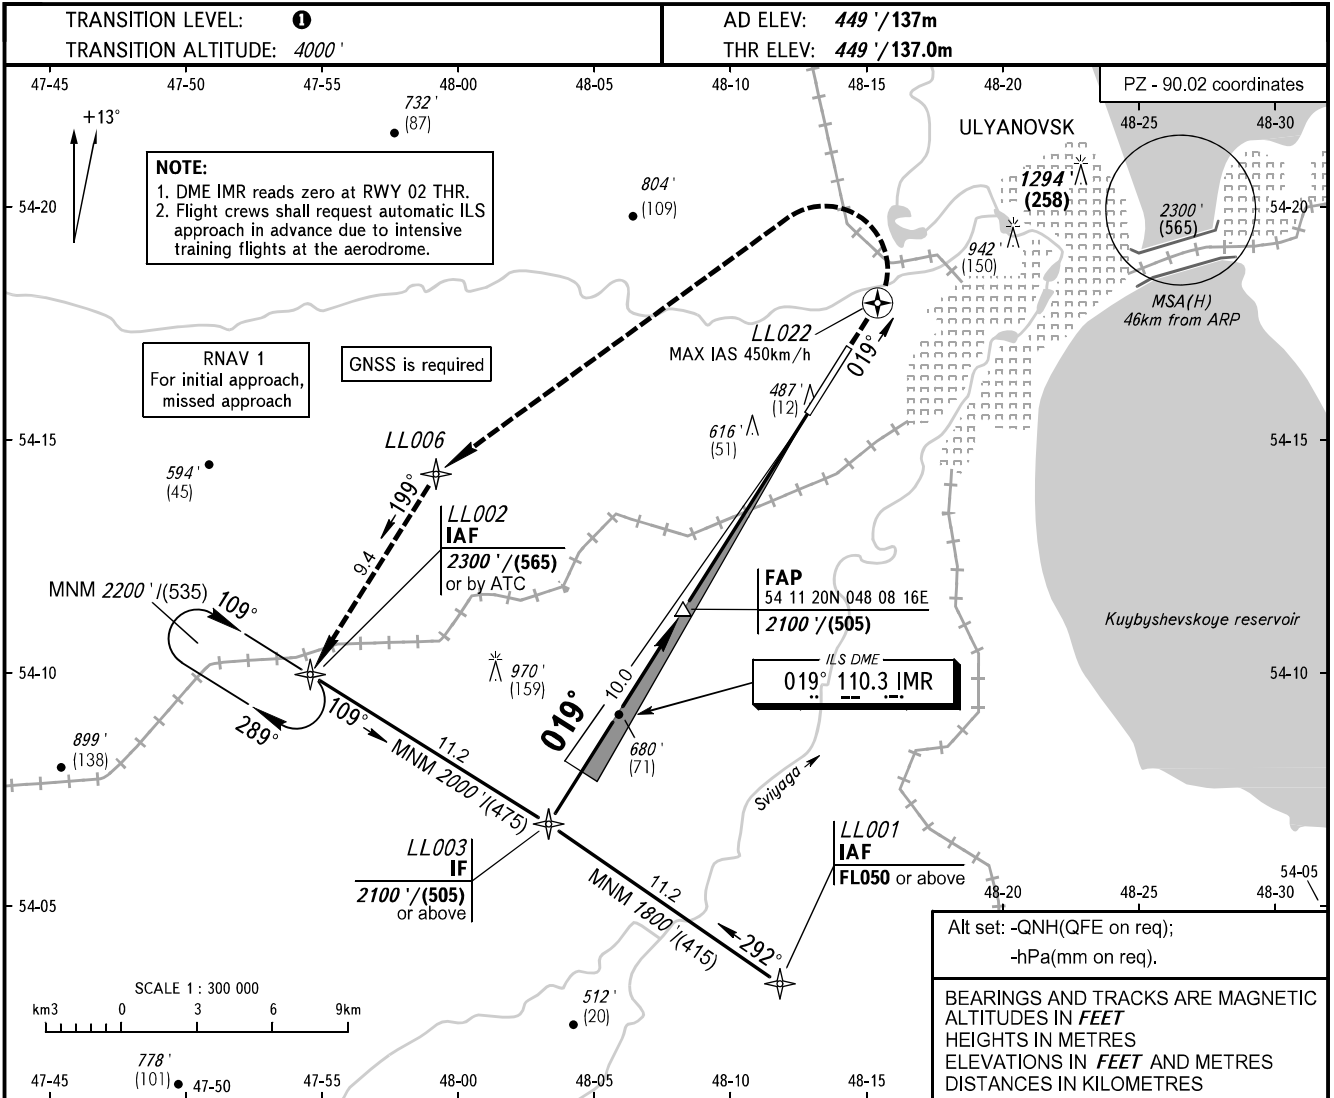 TRANSITION LEVEL: 1
TRANSITION ALTITUDE: 4000 '
AD ELEV: 449 '/137m
THR ELEV: 449 '/137.0m
47-45 47-50 47-55 48-00 48-05 48-10 48-15 48-20
PZ - 90.02 coordinates
48-25 48-30
+13°
732 '
(87)
ULYANOVSK
NOTE:
1. DME IMR reads zero at RWY 02 THR.
2. Flight crews shall request automatic ILS
approach in advance due to intensive
training flights at the aerodrome.
804 '
(109)
1294 '
(258)
2300 '
(565)
54-20
54-20
942 '
(150)
MSA(H)
46km from ARP
LL022
MAX IAS 450km/h
019°
RNAV 1
For initial approach,
missed approach
GNSS is required
487 '
(12)
616 '
(51)
LL006
54-15
54-15
594 '
(45)
199°
LL002
IAF
2300 '/(565)
or by ATC
9.4
MNM 2200 '/(535)
109°
FAP
54 11 20N 048 08 16E
2100 '/(505)
Kuybyshevskoye reservoir
ILS DME
019° 110.3 IMR
54-10
54-10
970 '
(159)
10.0
019°
109°
289°
899 '
(138)
11.2
MNM 2000 '/(475)
680 '
(71)
Sviyaga
LL003
IF
2100 '/(505)
or above
LL001
IAF
FL050 or above
11.2
MNM 1800 '/(415)
292°
54-05
48-20 48-25 48-30
54-05
Alt set: -QNH(QFE on req);
-hPa(mm on req).
SCALE 1 : 300 000
km3 0 3 6 9km
512 '
(20)
BEARINGS AND TRACKS ARE MAGNETIC
ALTITUDES IN FEET
HEIGHTS IN METRES
ELEVATIONS IN FEET AND METRES
DISTANCES IN KILOMETRES
778 '
(101)
47-45 47-50 47-55 48-00 48-05 48-10 48-15